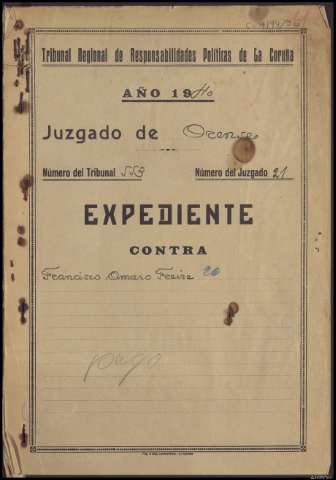 Tribunal Regional de Responsabilidades Políticas de La Coruña
AÑO 1940
Juzgado de Orense
Número del Tribunal 553 Número del Juzgado 21
EXPEDIENTE
CONTRA
Francisco Amaro Freire 20
pago